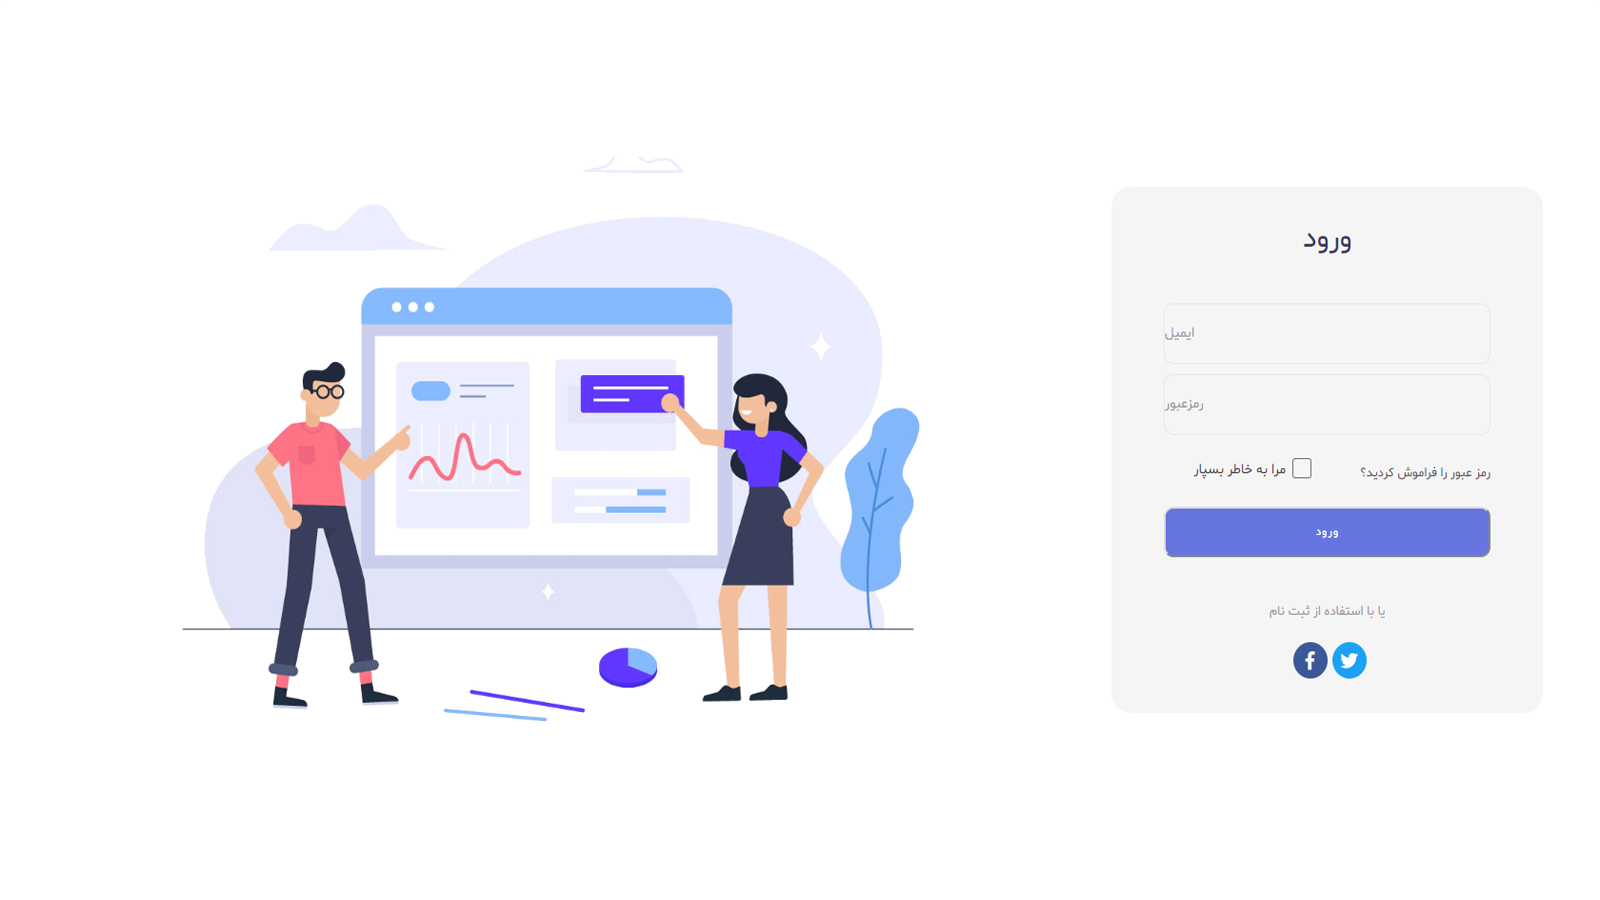 ورود
ایمیل
رمزعبور
رمز عبور را فراموش کردید؟ مرا به خاطر بسپار
ورود
یا با استفاده از ثبت نام